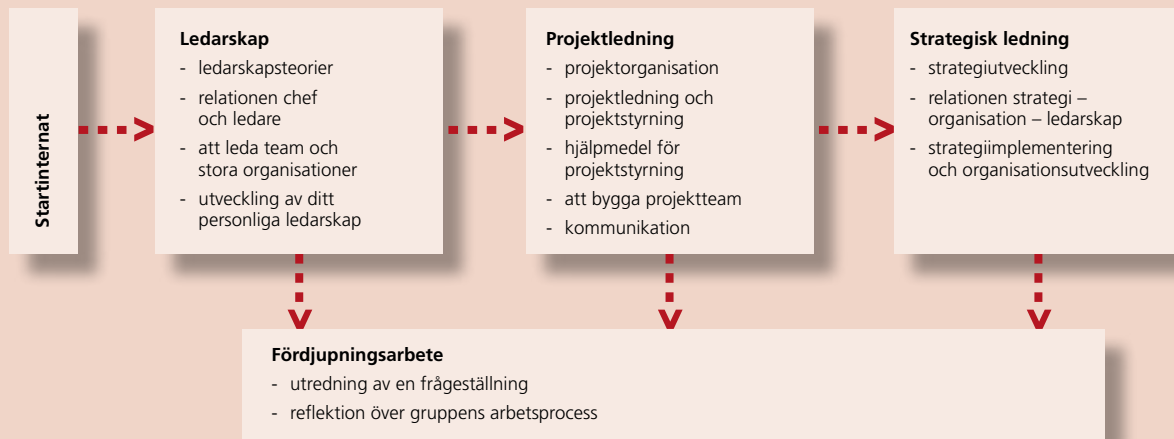 Startinternat
Ledarskap
- ledarskapsteorier
- relationen chef
och ledare
- att leda team och
stora organisationer
- utveckling av ditt
personliga ledarskap
Projektledning
- projektorganisation
- projektledning och
projektstyrning
- hjälpmedel för
projektstyrning
- att bygga projektteam
- kommunikation
Strategisk ledning
- strategiutveckling
- relationen strategi –
organisation – ledarskap
- strategiimplementering
och organisationsutveckling
Fördjupningsarbete
- utredning av en frågeställning
- reflektion över gruppens arbetsprocess